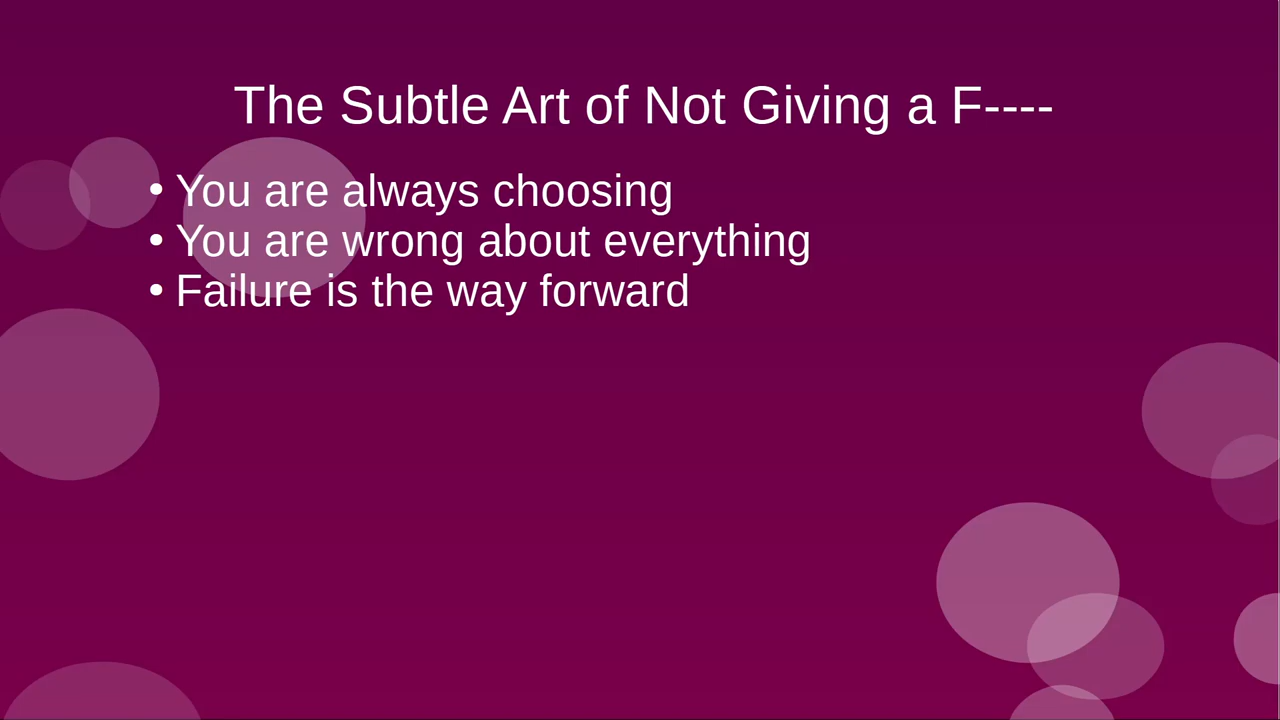 The Subtle Art of Not Giving a F----
• You are always choosing
• You are wrong about everything
• Failure is the way forward